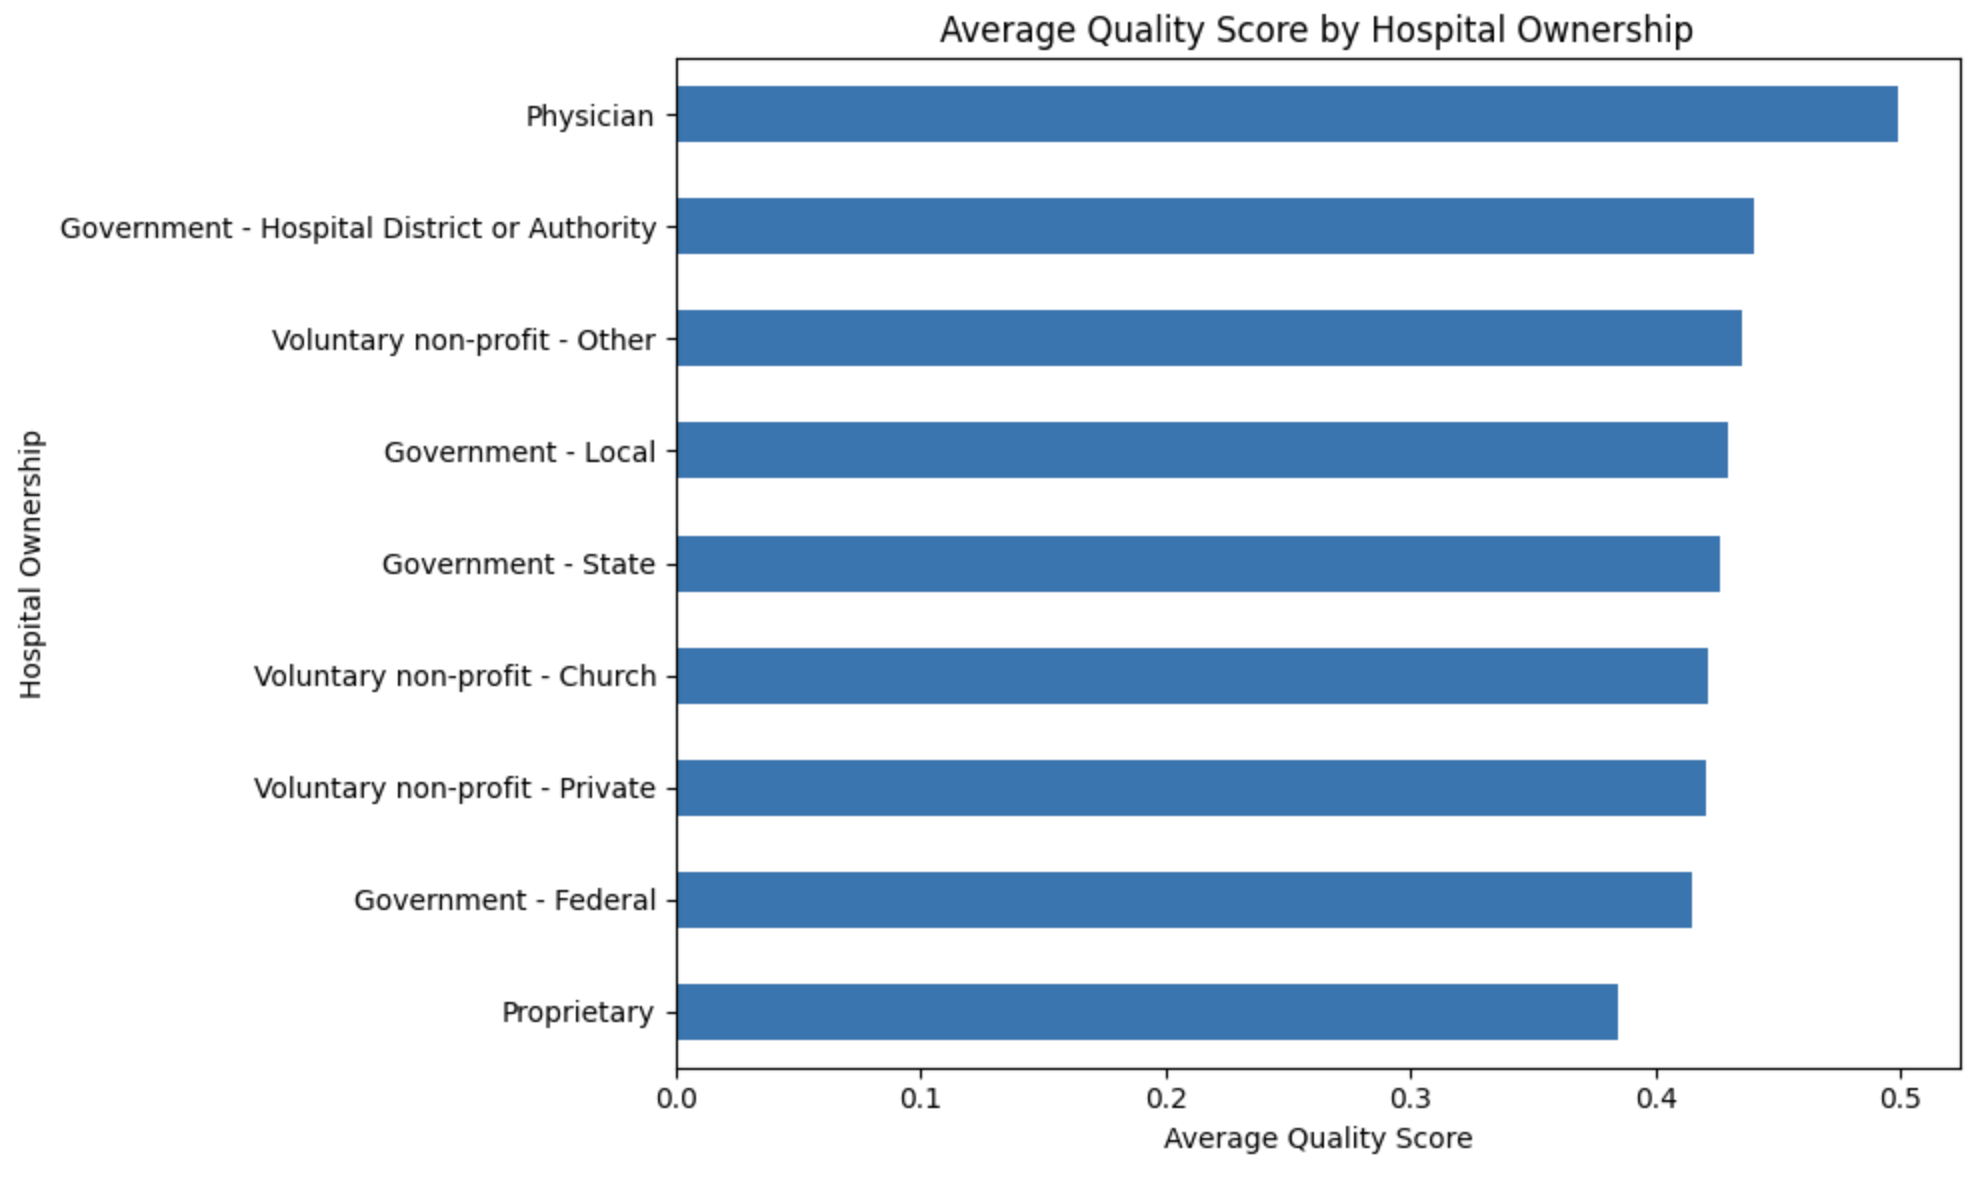 Average Quality Score by Hospital Ownership
Hospital Ownership
Physician
Government - Hospital District or Authority
Voluntary non-profit - Other
Government - Local
Government - State
Voluntary non-profit - Church
Voluntary non-profit - Private
Government - Federal
Proprietary
0.0 0.1 0.2 0.3 0.4 0.5
Average Quality Score